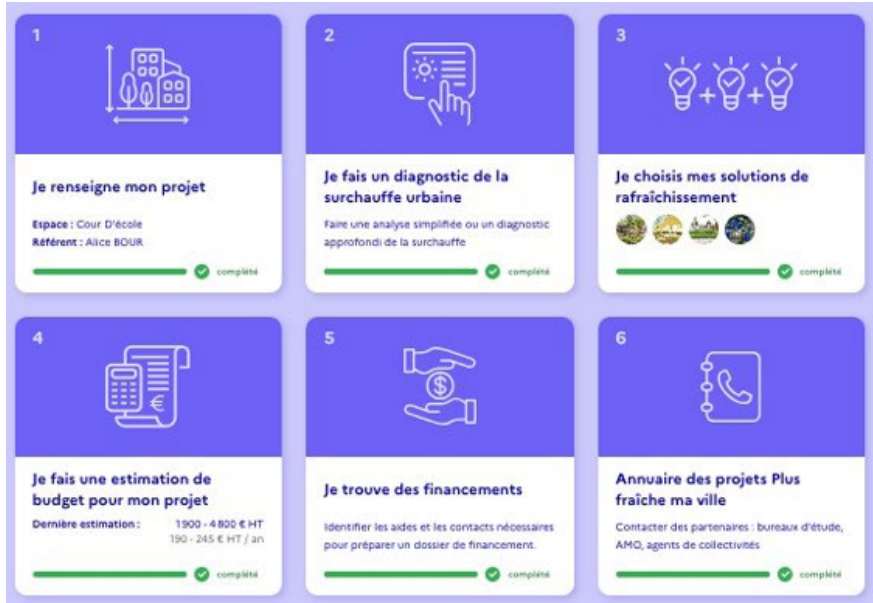 1
Je renseigne mon projet
Espace : Cour D'école
Référent : Alice BOUR
complété
2
Je fais un diagnostic de la
surchauffe urbaine
Faire une analyse simplifiée ou un diagnostic
approfondi de la surchauffe
complété
3
Je choisis mes solutions de
rafraîchissement
complété
4
€
Je fais une estimation de
budget pour mon projet
Dernière estimation : 1 900 - 4 800 € HT
190 - 245 € HT / an
complété
5
$
Je trouve des financements
Identifier les aides et les contacts nécessaires
pour préparer un dossier de financement.
complété
6
Annuaire des projets Plus
fraîche ma ville
Contacter des partenaires : bureaux d'étude,
AMO, agents de collectivités
complété